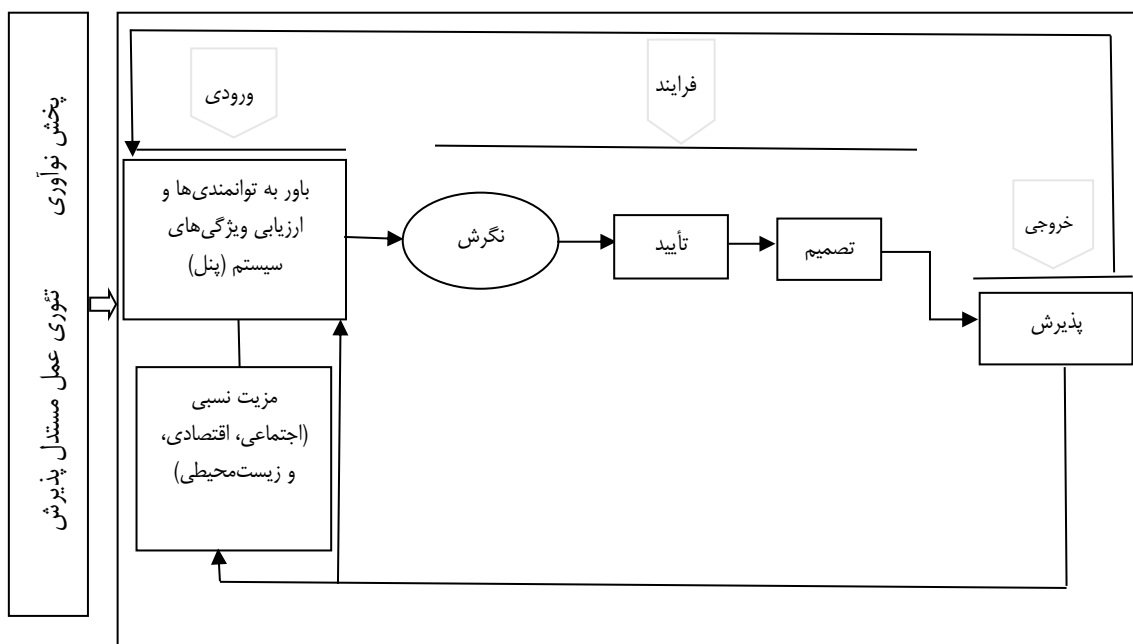 پخش نوآوری
تئوری عمل مستدل پذیرش
ورودی
فرایند
خروجی
باور به توانمندی‌ها و
ارزیابی ویژگی‌های
سیستم (پنل)
نگرش
تأیید
تصمیم
پذیرش
مزیت نسبی
(اجتماعی، اقتصادی،
و زیست‌محیطی)